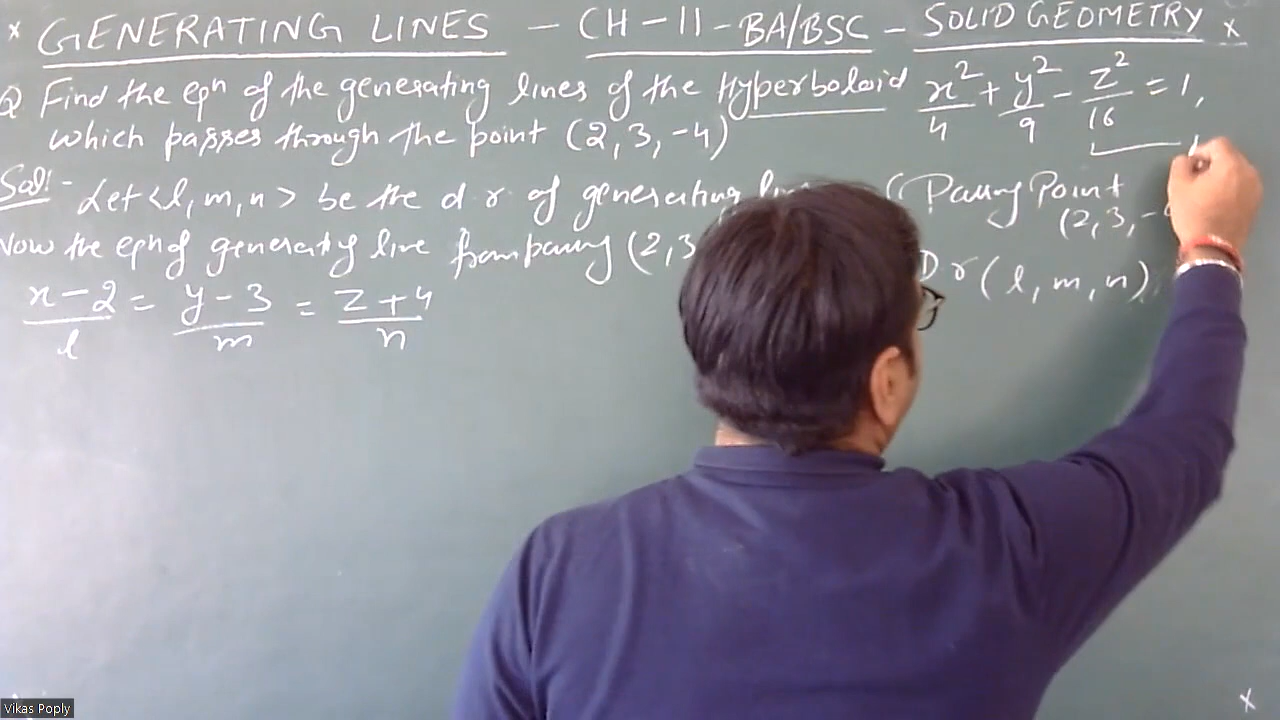 × GENERATING LINES - CH-11 - BA/BSC - SOLID GEOMETRY ×
Q Find the eqn of the generating lines of the Hyperboloid x²/4 + y²/9 - z²/16 = 1,
which passes through the point (2, 3, -4)
Sol:- Let <l, m, n> be the d.r of generating (Passing Point
(2, 3, -
Now the eqn of generating line from passing (2, 3
D.r (l, m, n)
x-2/l = y-3/m = z+4/n
Vikas Poply
×